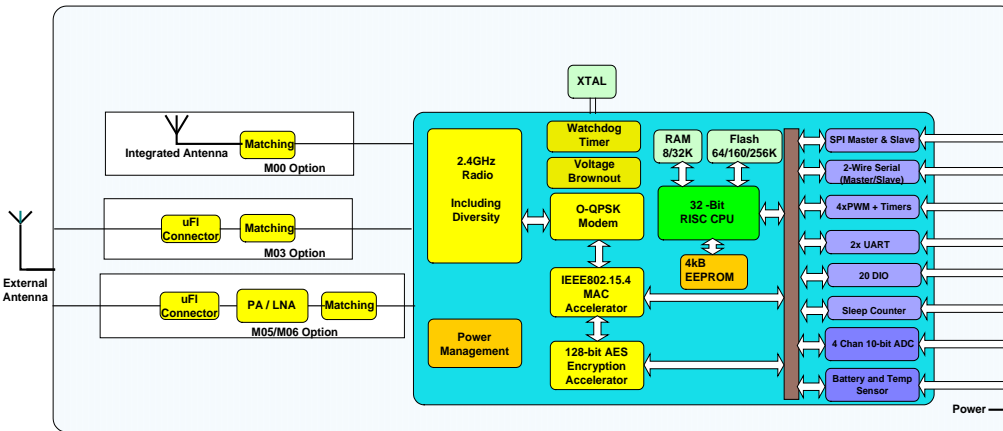 XTAL
Integrated Antenna
Matching
M00 Option
uFl
Connector
Matching
M03 Option
External
Antenna
uFl
Connector
PA / LNA
Matching
M05/M06 Option
2.4GHz
Radio
Including
Diversity
Power
Management
Watchdog
Timer
Voltage
Brownout
O-QPSK
Modem
IEEE802.15.4
MAC
Accelerator
128-bit AES
Encryption
Accelerator
RAM
8/32K
Flash
64/160/256K
32 -Bit
RISC CPU
4kB
EEPROM
SPI Master & Slave
2-Wire Serial
(Master/Slave)
4xPWM + Timers
2x UART
20 DIO
Sleep Counter
4 Chan 10-bit ADC
Battery and Temp
Sensor
Power